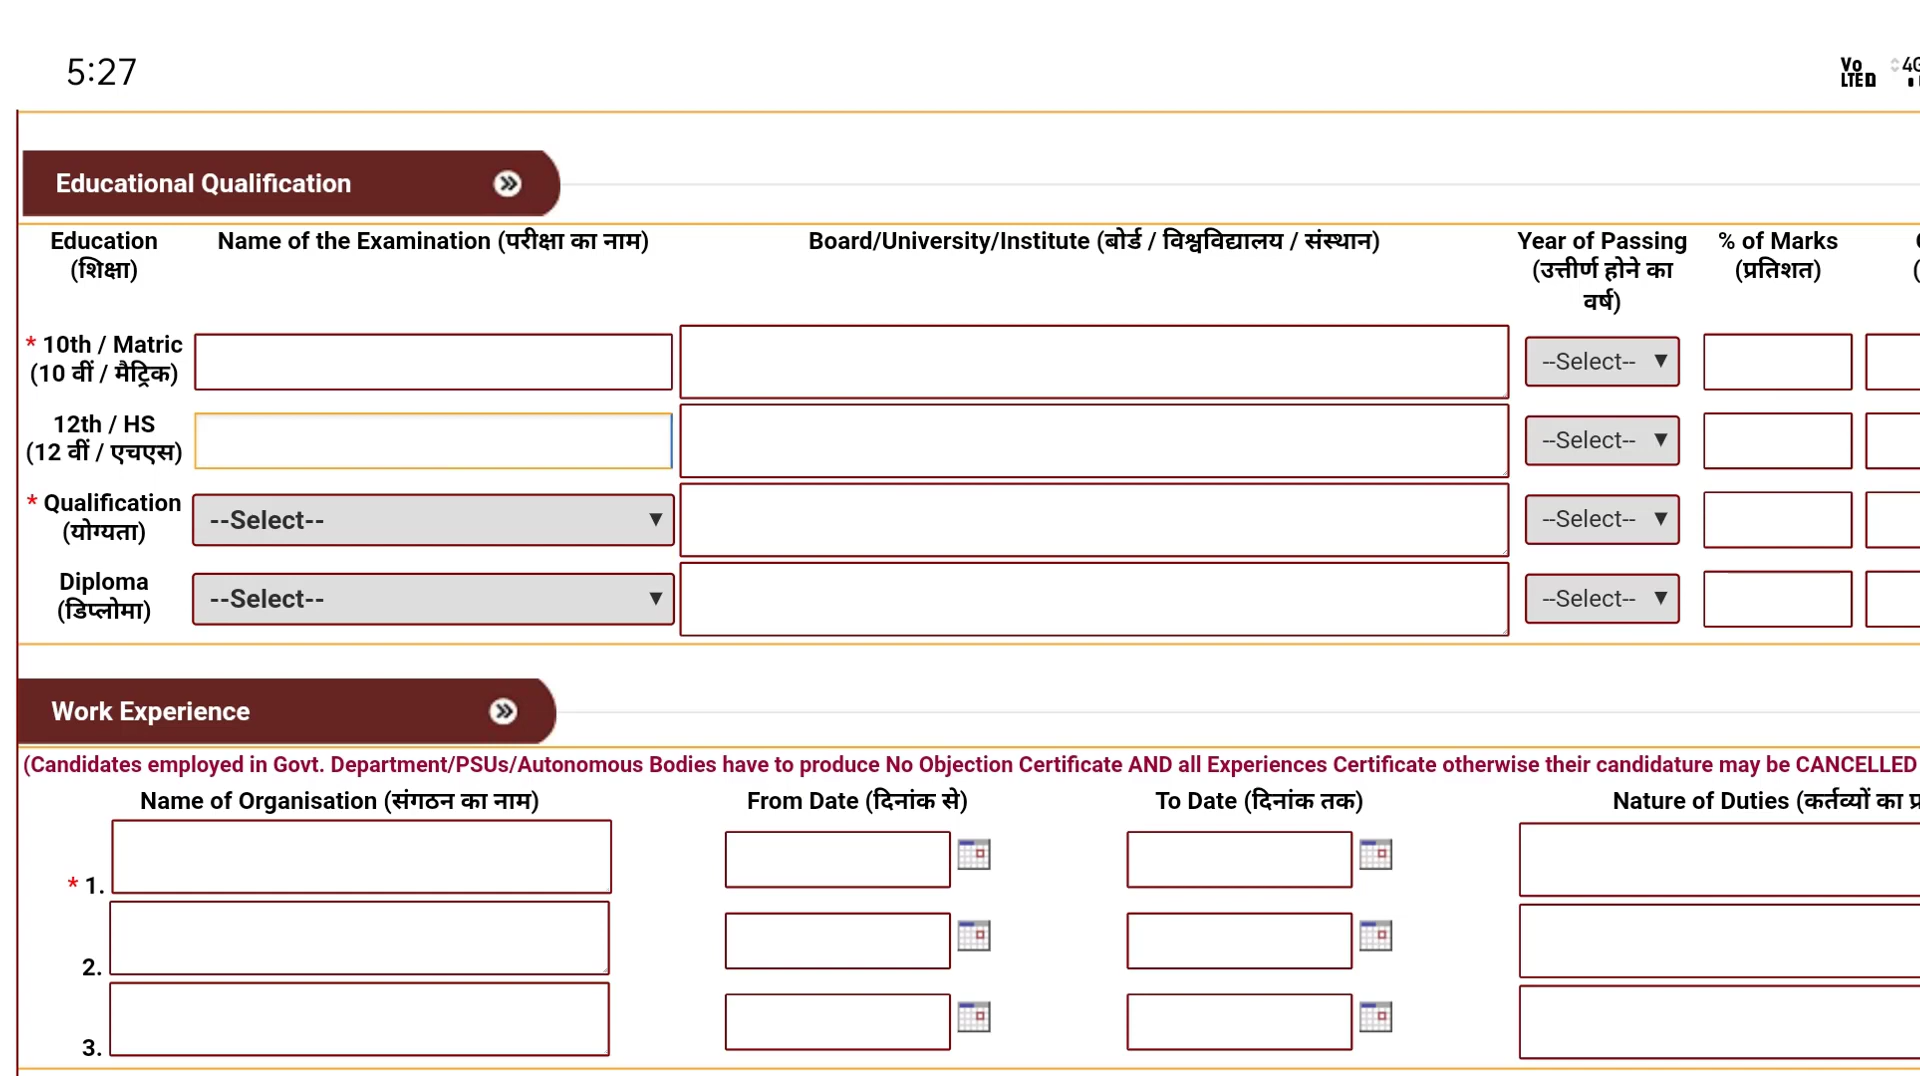 5:27
Vo LTED 4G
Educational Qualification
Education (शिक्षा)
Name of the Examination (परीक्षा का नाम)
Board/University/Institute (बोर्ड / विश्वविद्यालय / संस्थान)
Year of Passing (उत्तीर्ण होने का वर्ष)
% of Marks (प्रतिशत)
* 10th / Matric
(10 वीं / मैट्रिक)
--Select--
12th / HS
(12 वीं / एचएस)
--Select--
* Qualification
(योग्यता)
--Select--
--Select--
Diploma
(डिप्लोमा)
--Select--
--Select--
Work Experience
(Candidates employed in Govt. Department/PSUs/Autonomous Bodies have to produce No Objection Certificate AND all Experiences Certificate otherwise their candidature may be CANCELLED
Name of Organisation (संगठन का नाम) From Date (दिनांक से) To Date (दिनांक तक) Nature of Duties (कर्तव्यों का
* 1.
2.
3.